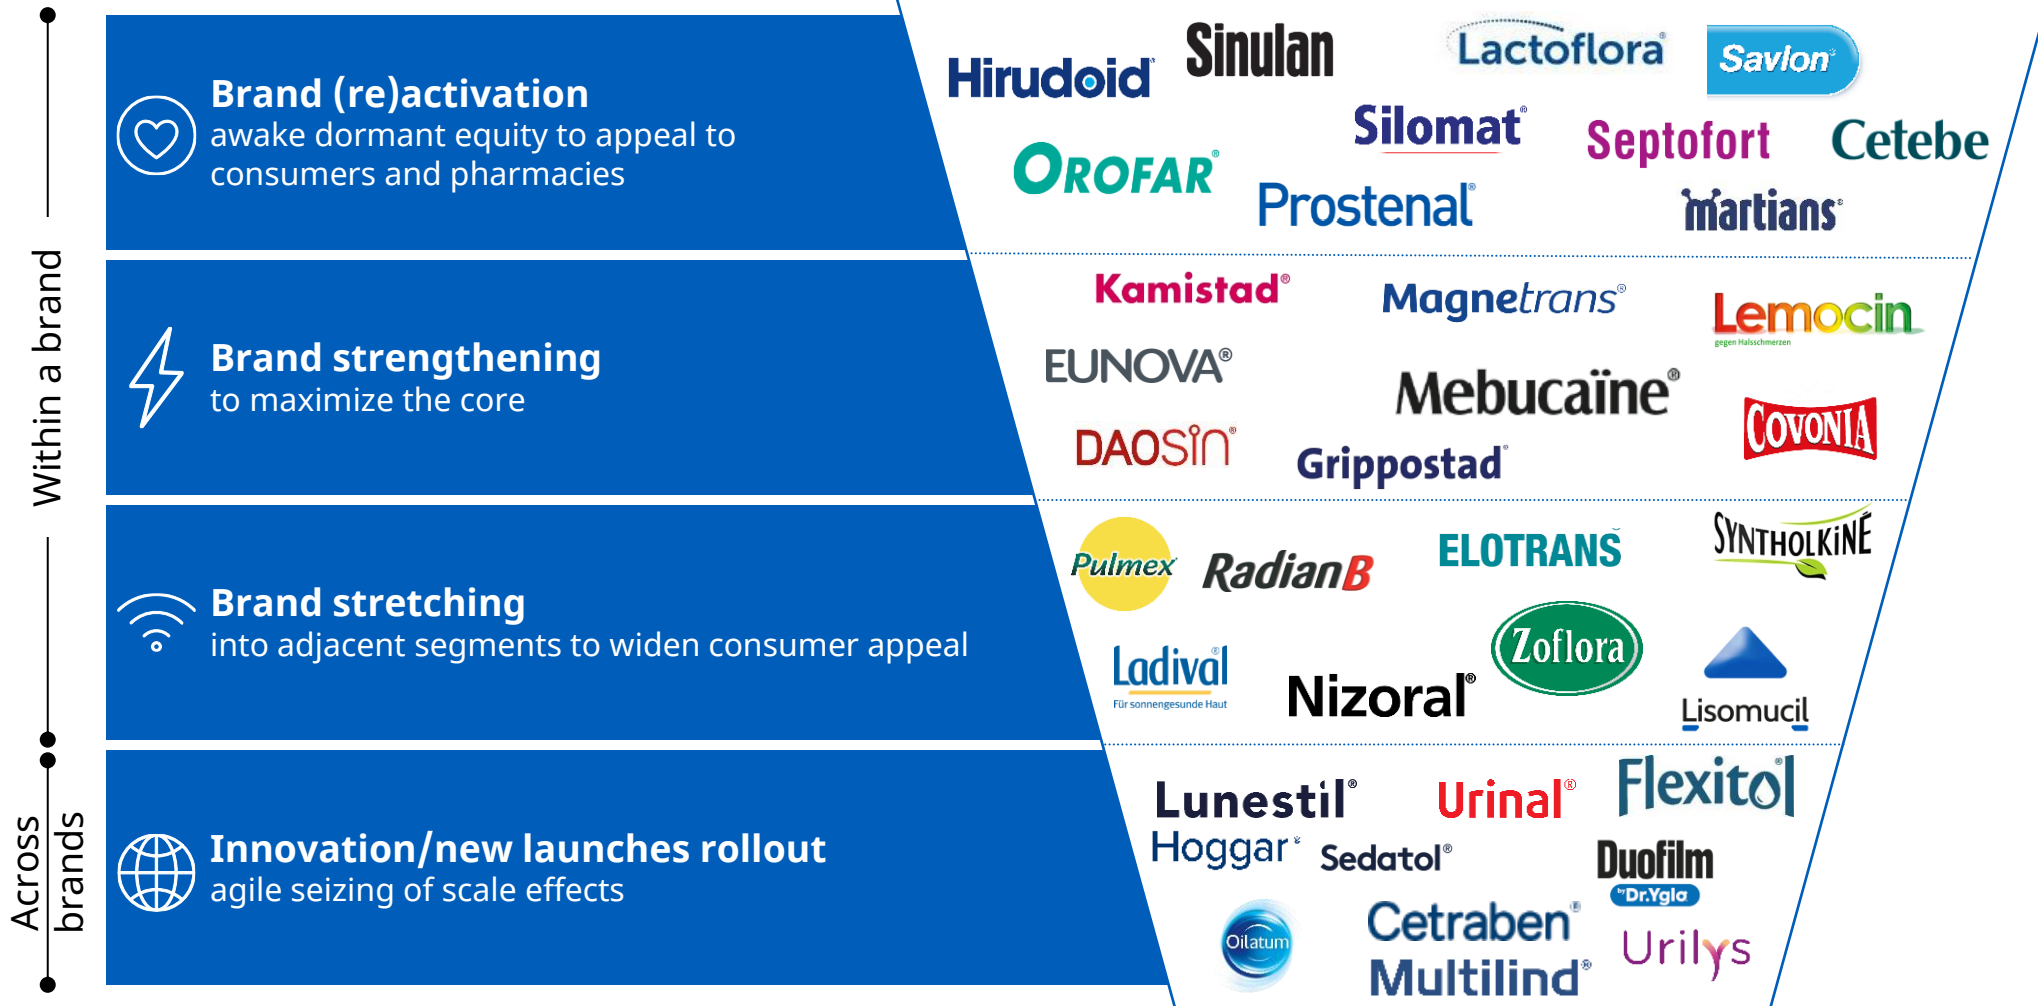 Within a brand
Across
brands
Brand (re)activation
awake dormant equity to appeal to
consumers and pharmacies
Hirudoid®
Sinulan
Lactoflora®
Savlon®
OROFAR®
Silomat®
Septofort
Cetebe
Prostenal®
martians®
Brand strengthening
to maximize the core
Kamistad®
Magnetrans®
Lemocin
gegen Halsschmerzen
EUNOVA®
Mebucaïne®
COVONIA
DAOSiN®
Grippostad®
Brand stretching
into adjacent segments to widen consumer appeal
Pulmex
RadianB
ELOTRANS
SYNTHOLKiNÉ
Ladival®
Für sonnengesunde Haut
Nizoral®
Zoflora
Lisomucil
Innovation/new launches rollout
agile seizing of scale effects
Lunestil®
Urinal®
Flexitol®
Hoggar®
Sedatol®
Duofilm
by Dr.Ygla
Oilatum
Cetraben®
Multilind®
Urilys